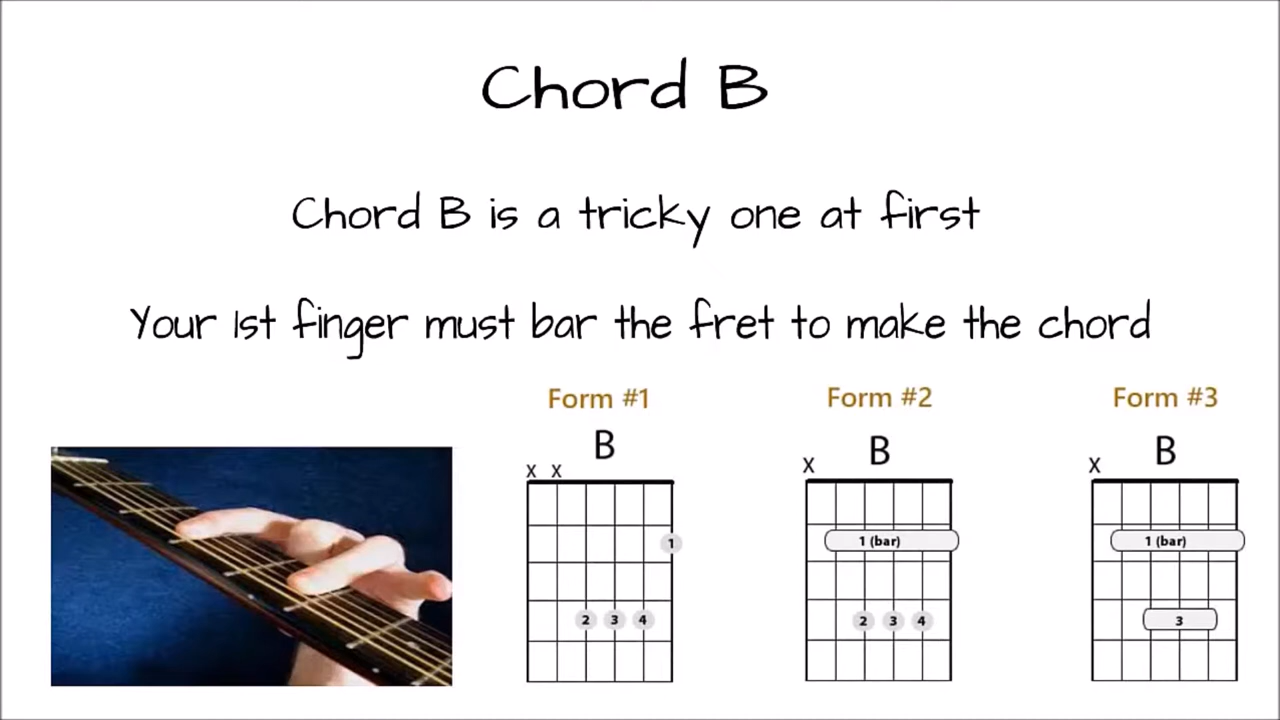 Chord B
Chord B is a tricky one at first
Your 1st finger must bar the fret to make the chord
Form #1
B
X X
1
2 3 4
Form #2
B
X
1 (bar)
2 3 4
Form #3
B
X
1 (bar)
3